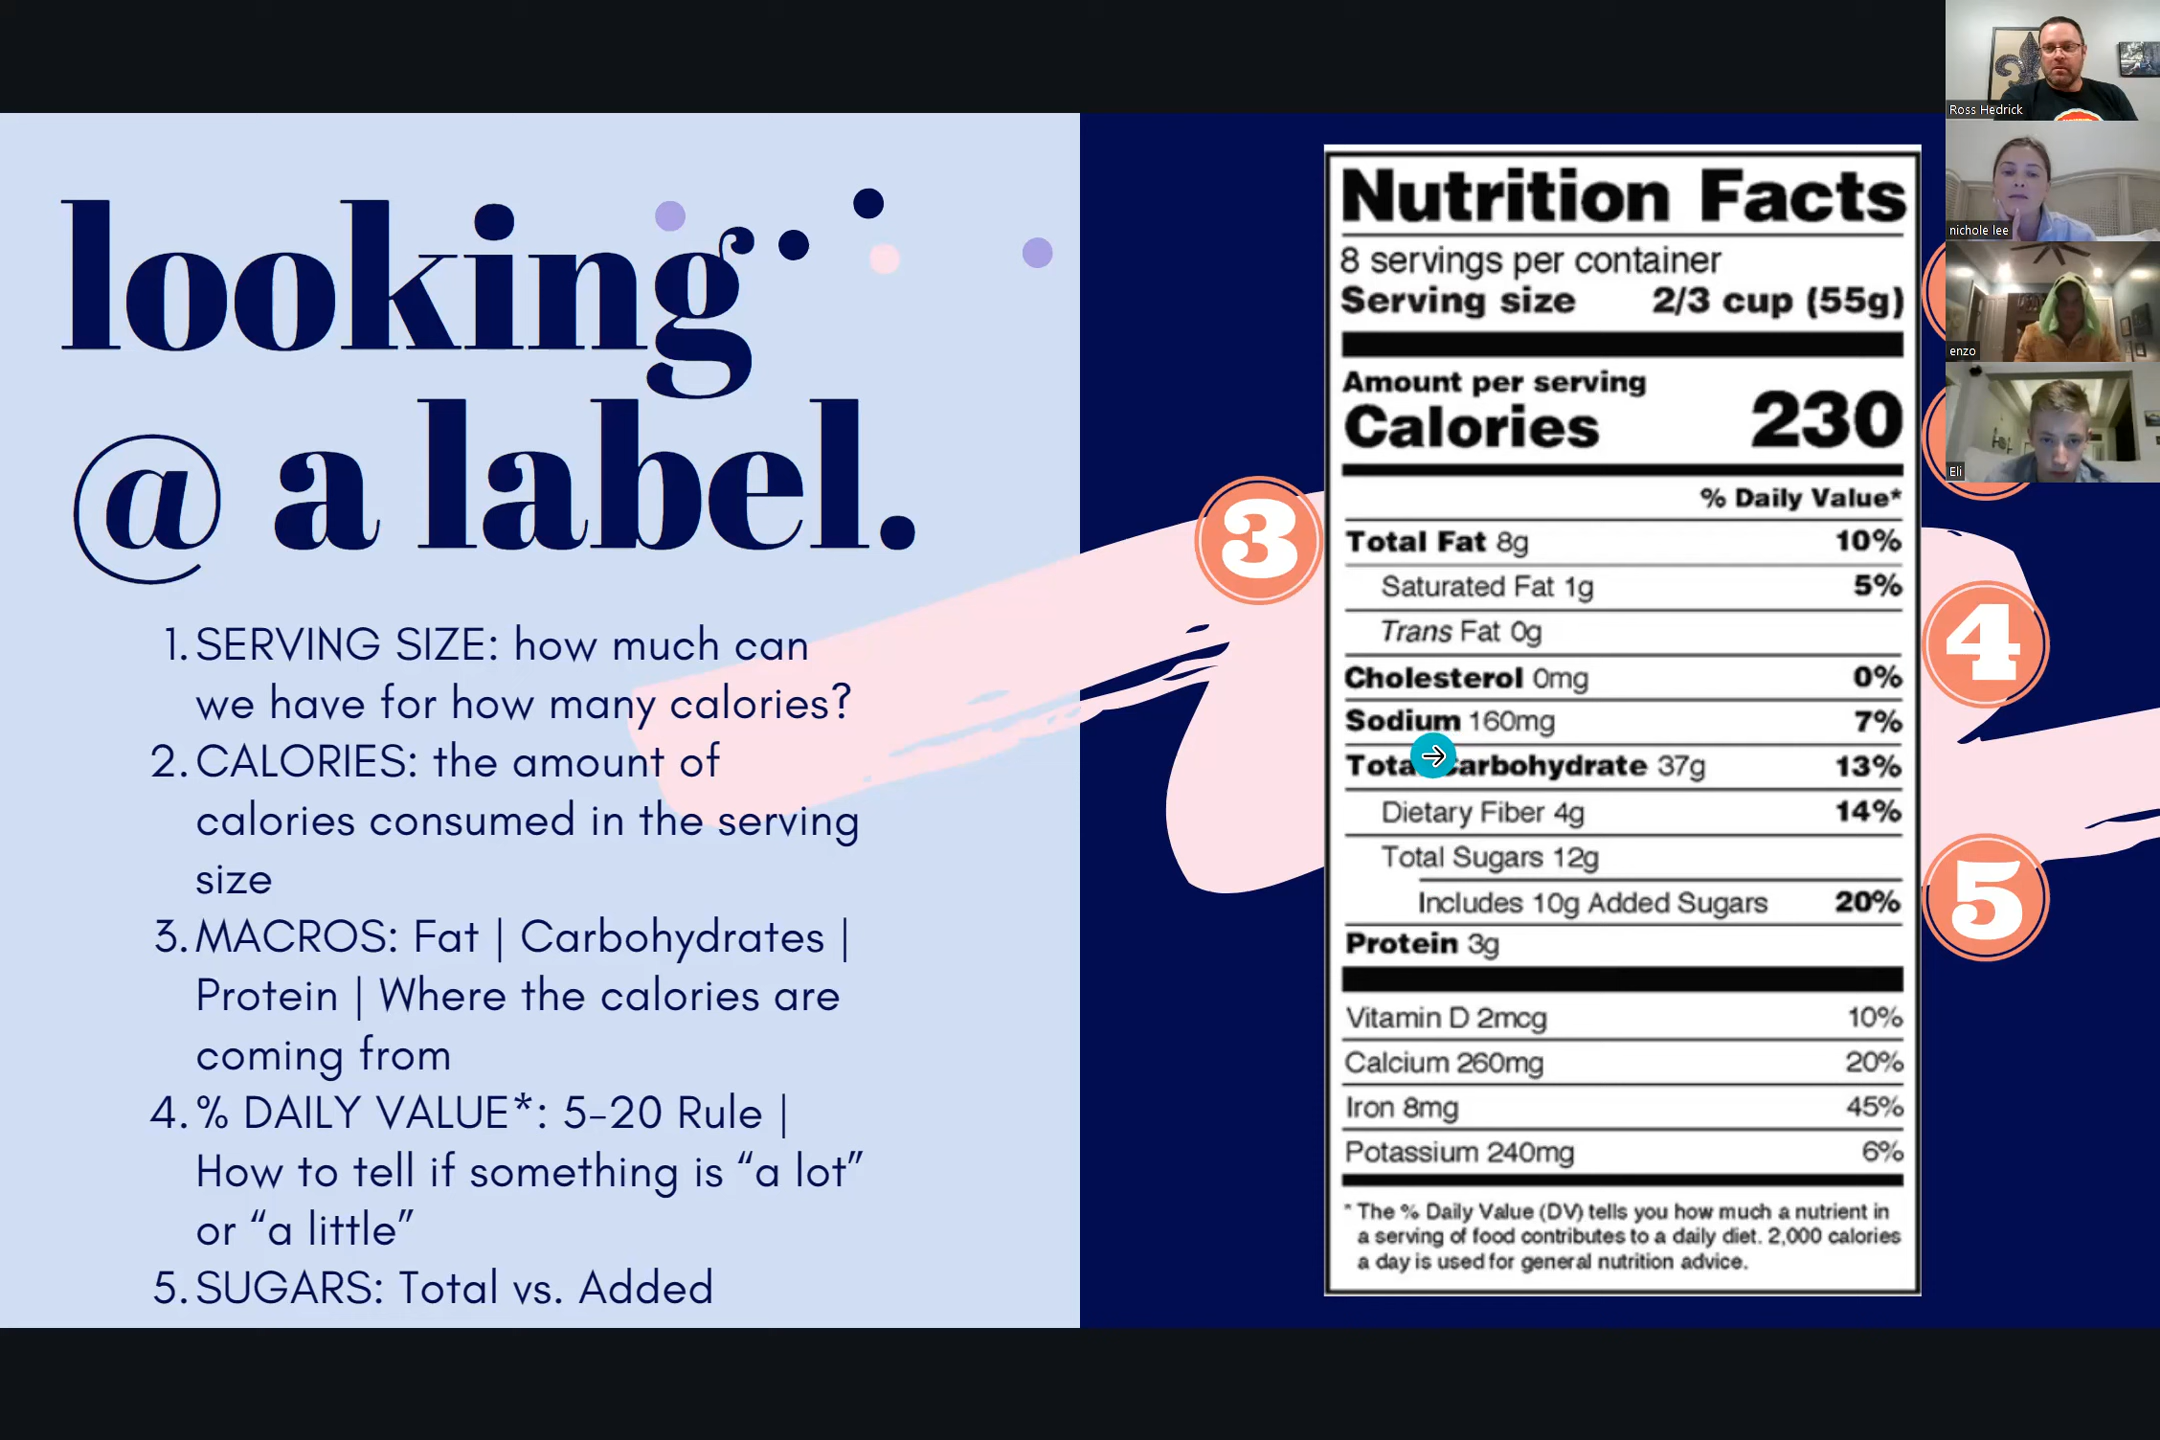 looking
@ a label.
1. SERVING SIZE: how much can
we have for how many calories?
2. CALORIES: the amount of
calories consumed in the serving
size
3. MACROS: Fat | Carbohydrates |
Protein | Where the calories are
coming from
4. % DAILY VALUE*: 5-20 Rule |
How to tell if something is “a lot”
or “a little”
5. SUGARS: Total vs. Added
3
Nutrition Facts
8 servings per container
Serving size 2/3 cup (55g)
Amount per serving
Calories 230
% Daily Value*
Total Fat 8g 10%
Saturated Fat 1g 5%
Trans Fat 0g
Cholesterol 0mg 0%
Sodium 160mg 7%
Total Carbohydrate 37g 13%
Dietary Fiber 4g 14%
Total Sugars 12g
Includes 10g Added Sugars 20%
Protein 3g
Vitamin D 2mcg 10%
Calcium 260mg 20%
Iron 8mg 45%
Potassium 240mg 6%
* The % Daily Value (DV) tells you how much a nutrient in
a serving of food contributes to a daily diet. 2,000 calories
a day is used for general nutrition advice.
4
5
Ross Hedrick
nichole lee
enzo
Eli